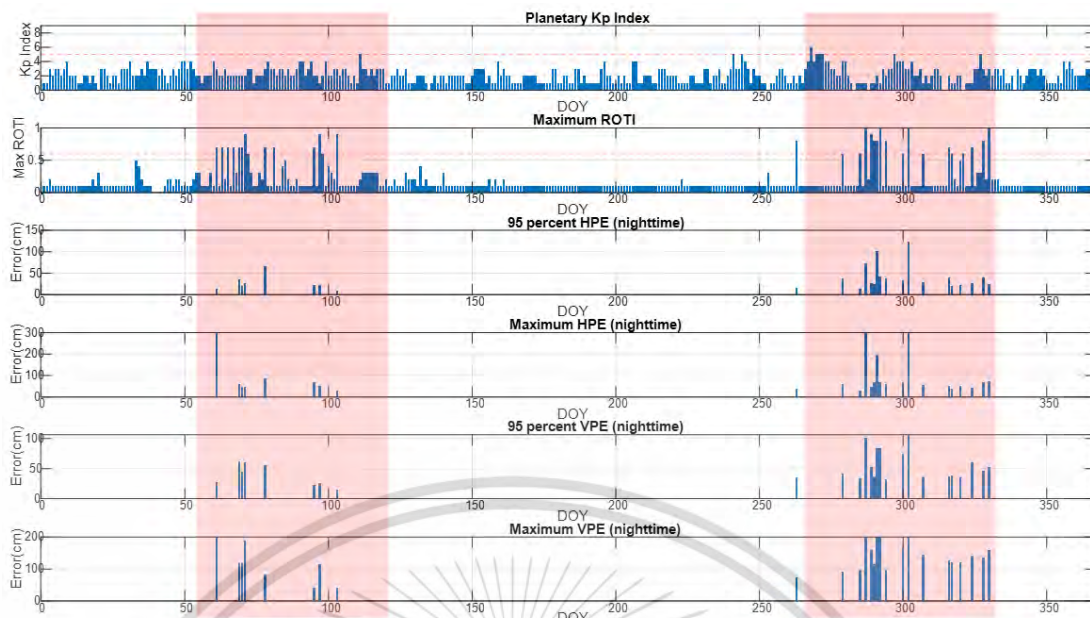 Planetary Kp Index
Kp Index
8
6
4
2
0
0 50 100 150 200 250 300 350
DOY
Maximum ROTI
Max ROTI
1
0.5
0
0 50 100 150 200 250 300 350
DOY
95 percent HPE (nighttime)
Error(cm)
150
100
50
0
0 50 100 150 200 250 300 350
DOY
Maximum HPE (nighttime)
Error(cm)
300
200
100
0
0 50 100 150 200 250 300 350
DOY
95 percent VPE (nighttime)
Error(cm)
100
50
0
0 50 100 150 200 250 300 350
DOY
Maximum VPE (nighttime)
Error(cm)
200
100
0
0 50 100 150 200 250 300 350
DOY